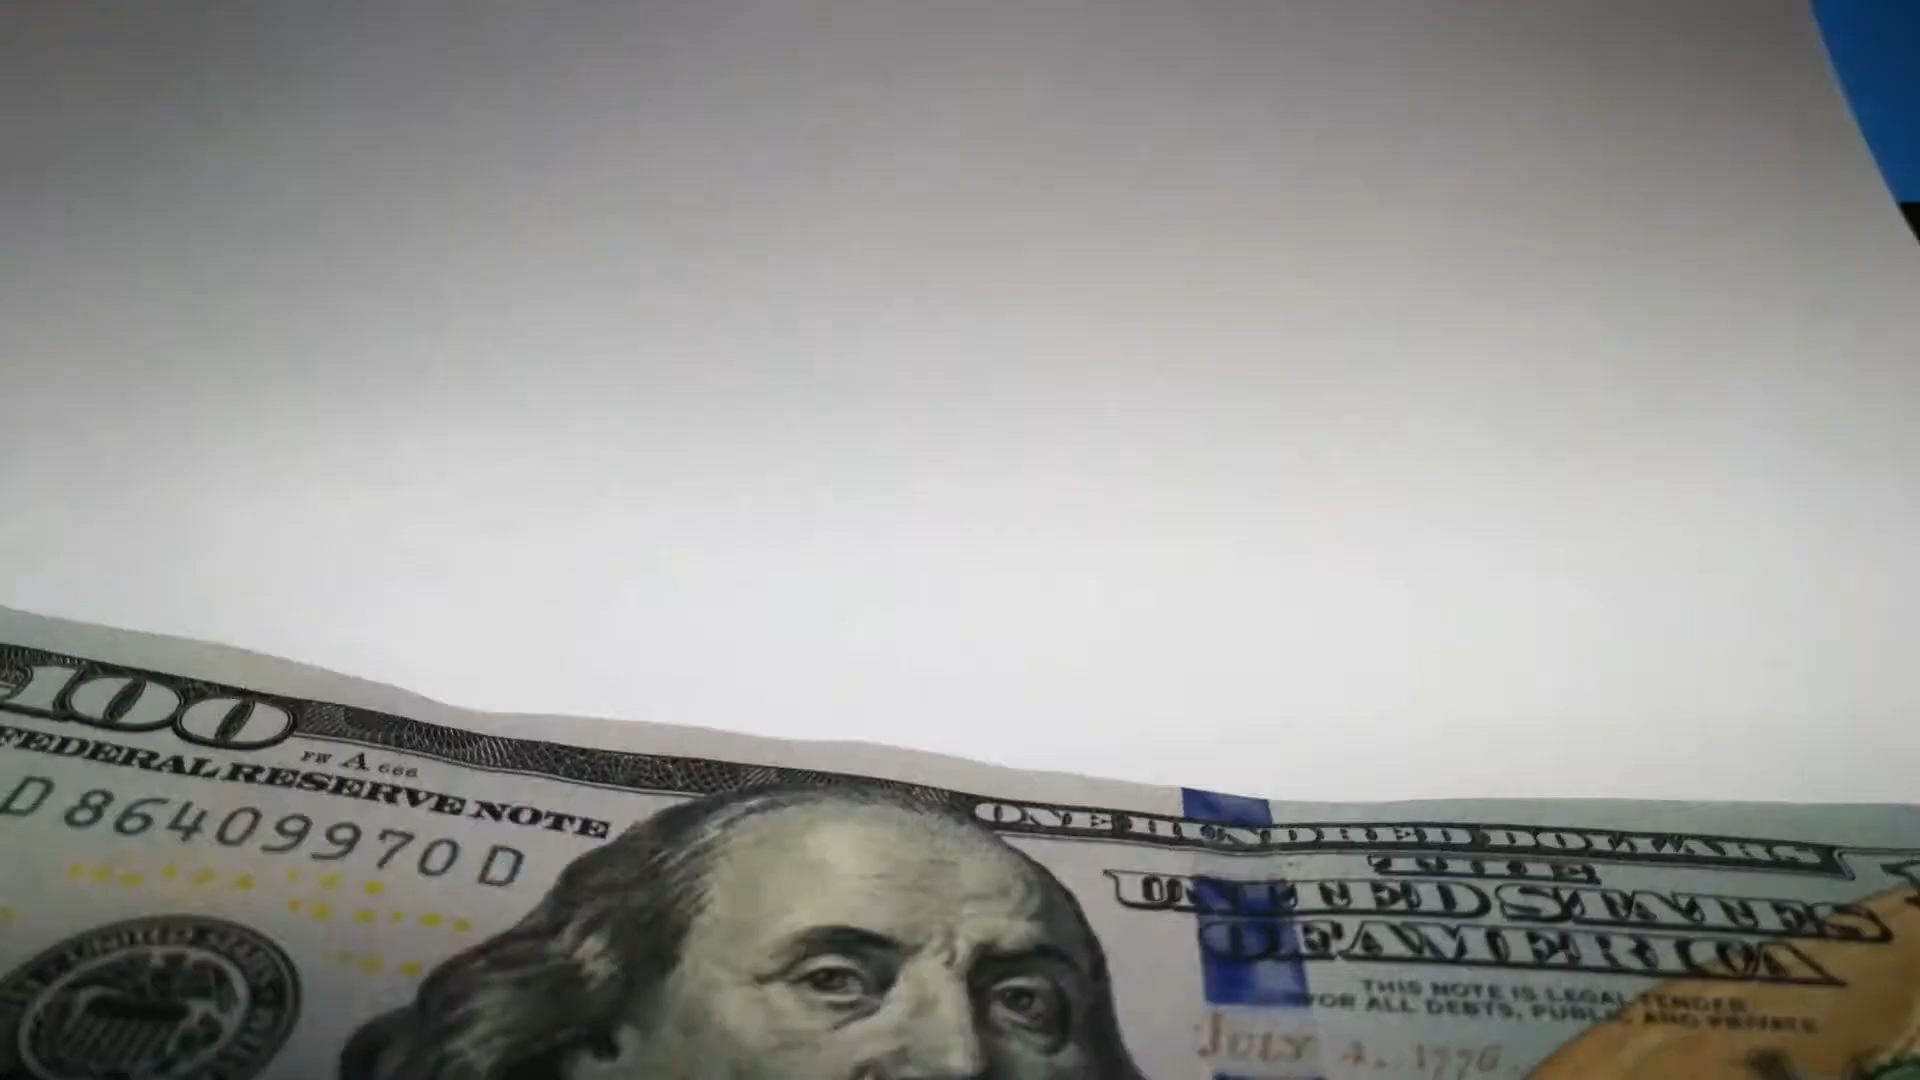 100
FW A 666
FEDERAL RESERVE NOTE
D 86409970 D
ONE HUNDRED DOLLARS
THE
UNITED STATES
OF AMERICA
THIS NOTE IS LEGAL TENDER
FOR ALL DEBTS, PUBLIC AND PRIVATE
JULY 4, 1776